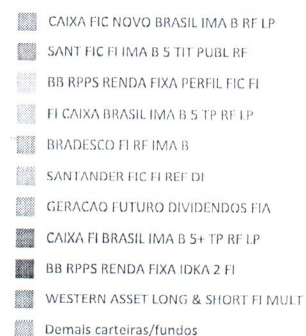 CAIXA FIC NOVO BRASIL IMA B RF LP
SANT FIC FI IMA B 5 TIT PUBL RF
BB RPPS RENDA FIXA PERFIL FIC FI
FI CAIXA BRASIL IMA B 5 TP RF LP
BRADESCO FI RF IMA B
SANTANDER FIC FI REF DI
GERACAO FUTURO DIVIDENDOS FIA
CAIXA FI BRASIL IMA B 5+ TP RF LP
BB RPPS RENDA FIXA IDKA 2 FI
WESTERN ASSET LONG & SHORT FI MULT
Demais carteiras/fundos